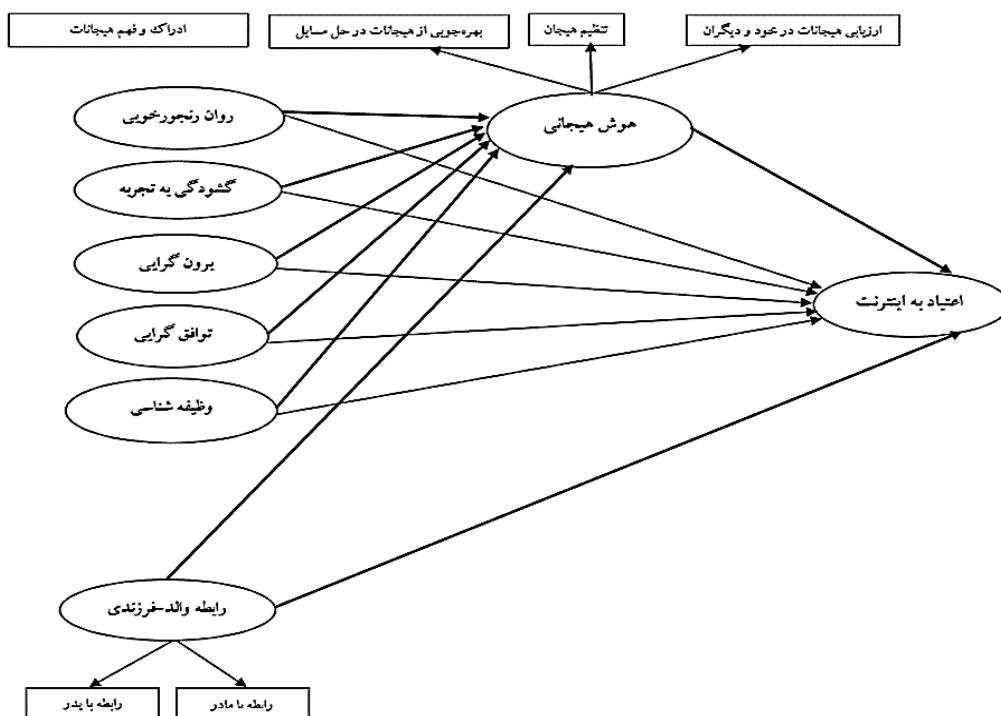 ارزیابی هیجانات در خود و دیگران
تنظیم هیجان
بهره‌جویی از هیجانات در حل مسایل
ادراک و فهم هیجانات
هوش هیجانی
روان رنجورخویی
گشودگی به تجربه
برون گرایی
توافق گرایی
وظیفه شناسی
اعتیاد به اینترنت
رابطه والد-فرزندی
رابطه با مادر
رابطه با پدر